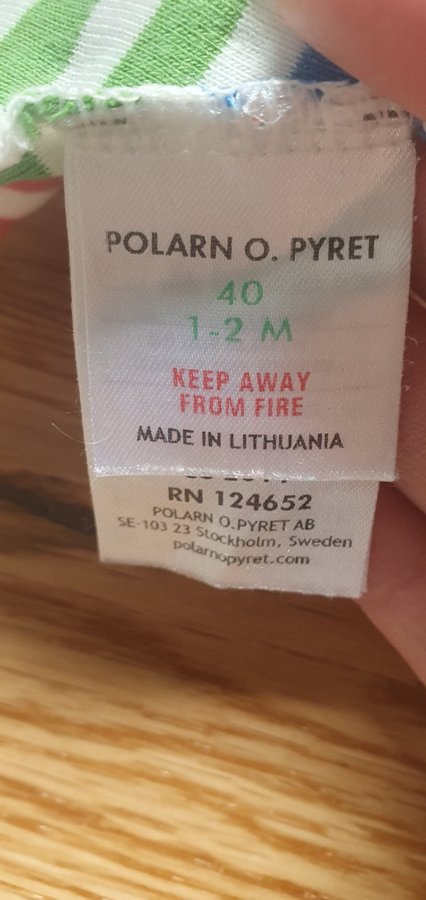 POLARN O. PYRET
40
1-2 M
KEEP AWAY
FROM FIRE
MADE IN LITHUANIA
RN 124652
POLARN O.PYRET AB
SE-103 23 Stockholm, Sweden
polarnopyret.com